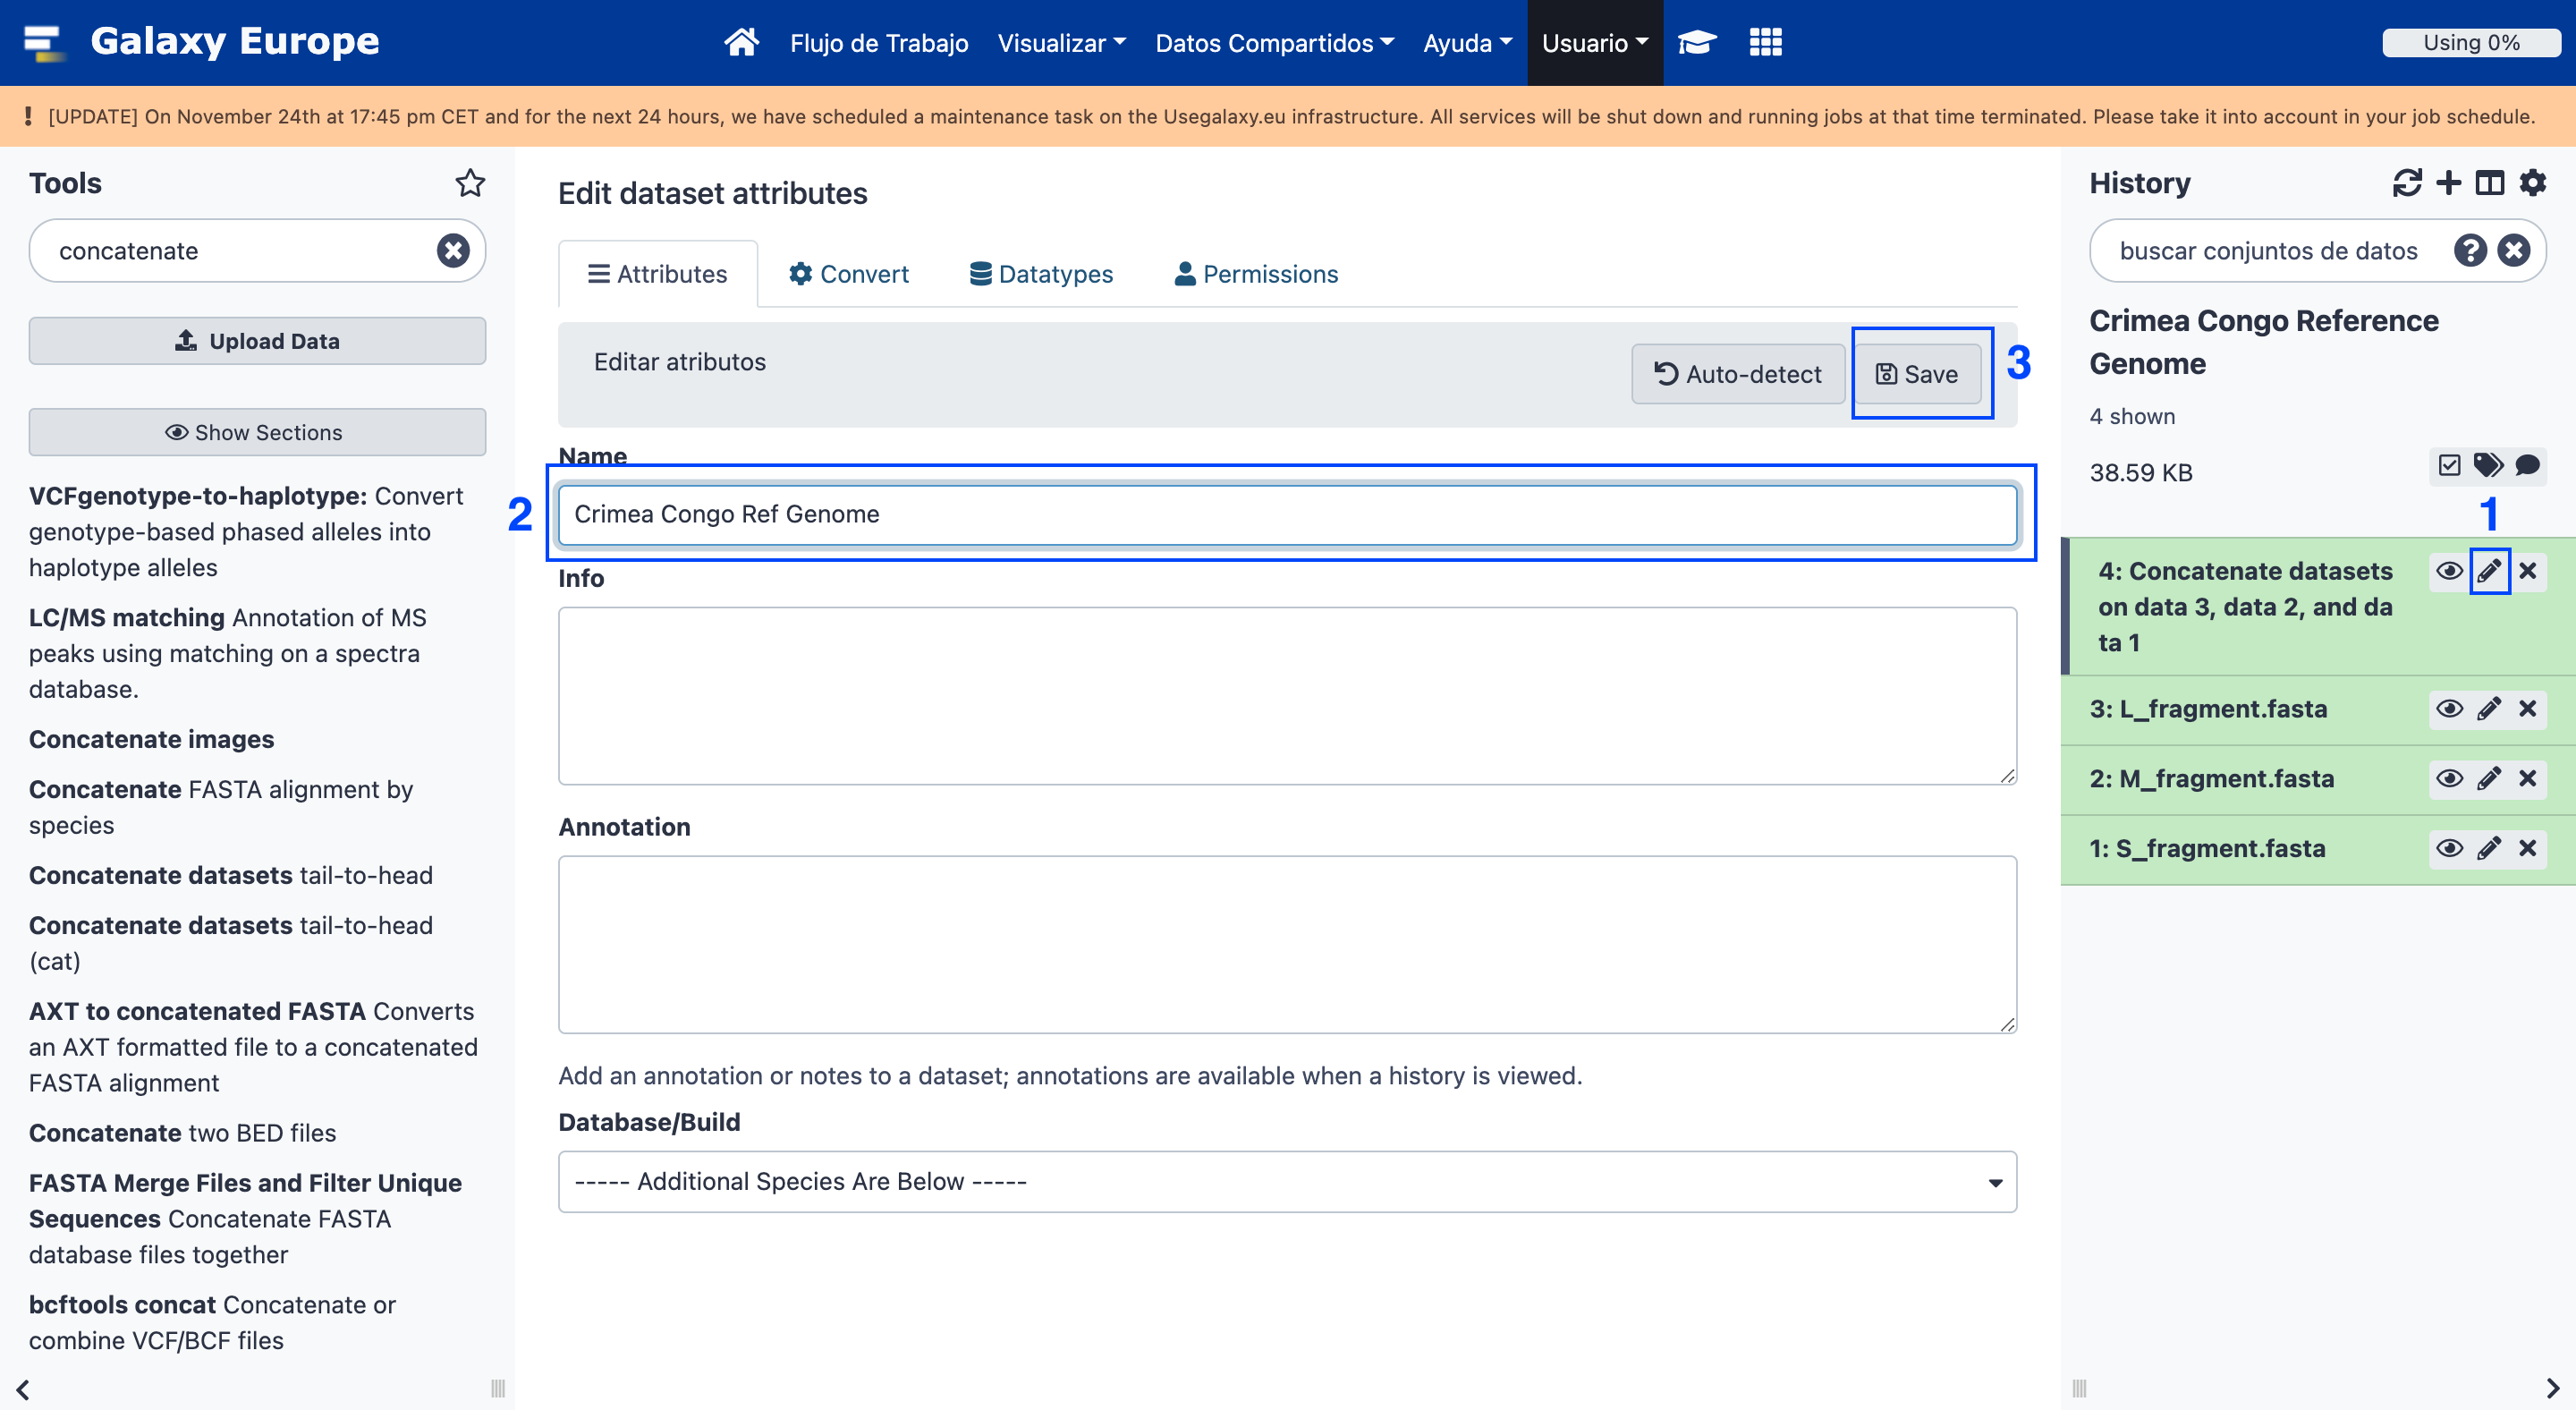 Galaxy Europe
Flujo de Trabajo Visualizar Datos Compartidos Ayuda Usuario
Using 0%
[UPDATE] On November 24th at 17:45 pm CET and for the next 24 hours, we have scheduled a maintenance task on the Usegalaxy.eu infrastructure. All services will be shut down and running jobs at that time terminated. Please take it into account in your job schedule.
Tools
concatenate
Upload Data
Show Sections
VCFgenotype-to-haplotype: Convert
genotype-based phased alleles into
haplotype alleles
LC/MS matching Annotation of MS
peaks using matching on a spectra
database.
Concatenate images
Concatenate FASTA alignment by
species
Concatenate datasets tail-to-head
Concatenate datasets tail-to-head
(cat)
AXT to concatenated FASTA Converts
an AXT formatted file to a concatenated
FASTA alignment
Concatenate two BED files
FASTA Merge Files and Filter Unique
Sequences Concatenate FASTA
database files together
bcftools concat Concatenate or
combine VCF/BCF files
Edit dataset attributes
Attributes Convert Datatypes Permissions
Editar atributos
Auto-detect Save 3
Name
2 Crimea Congo Ref Genome
Info
Annotation
Add an annotation or notes to a dataset; annotations are available when a history is viewed.
Database/Build
----- Additional Species Are Below -----
History
buscar conjuntos de datos
Crimea Congo Reference
Genome
4 shown
38.59 KB
1
4: Concatenate datasets
on data 3, data 2, and da
ta 1
3: L_fragment.fasta
2: M_fragment.fasta
1: S_fragment.fasta